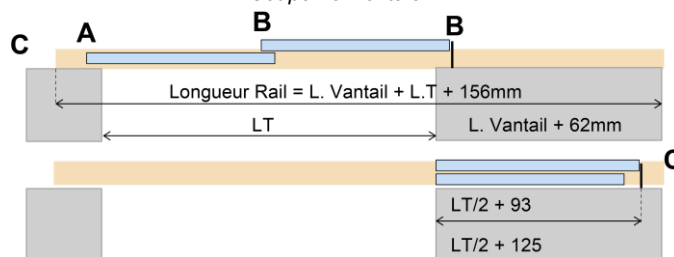 C
A
B
B
Longueur Rail = L. Vantail + L.T + 156mm
LT
L. Vantail + 62mm
C
LT/2 + 93
LT/2 + 125